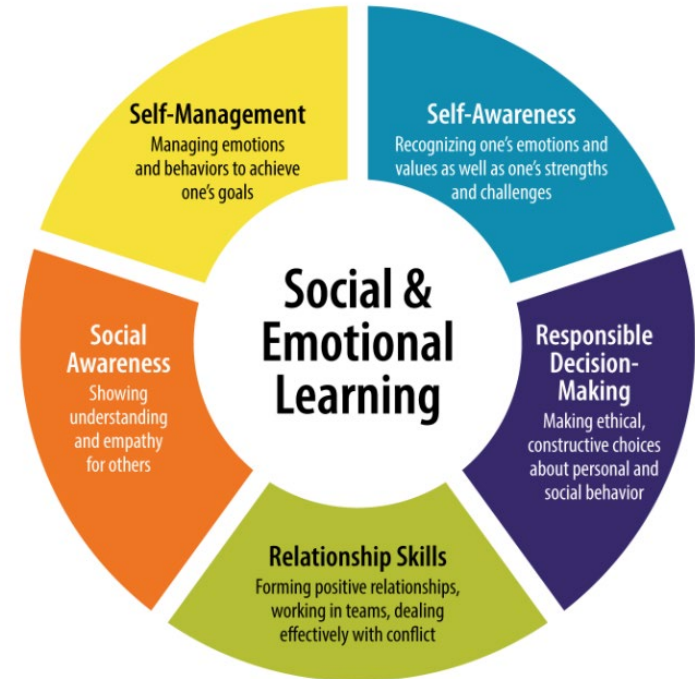 Social &
Emotional
Learning
Self-Management
Managing emotions
and behaviors to achieve
one's goals
Self-Awareness
Recognizing one's emotions and
values as well as one's strengths
and challenges
Social
Awareness
Showing
understanding
and empathy
for others
Responsible
Decision-
Making
Making ethical,
constructive choices
about personal and
social behavior
Relationship Skills
Forming positive relationships,
working in teams, dealing
effectively with conflict